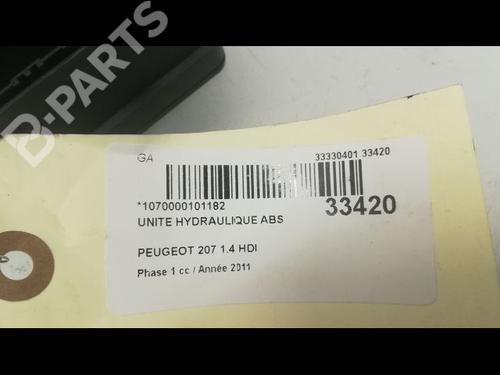 B-PARTS
GA
33330401 33420
*1070000101182
UNITE HYDRAULIQUE ABS
33420
PEUGEOT 207 1.4 HDI
Phase 1 cc / Année 2011